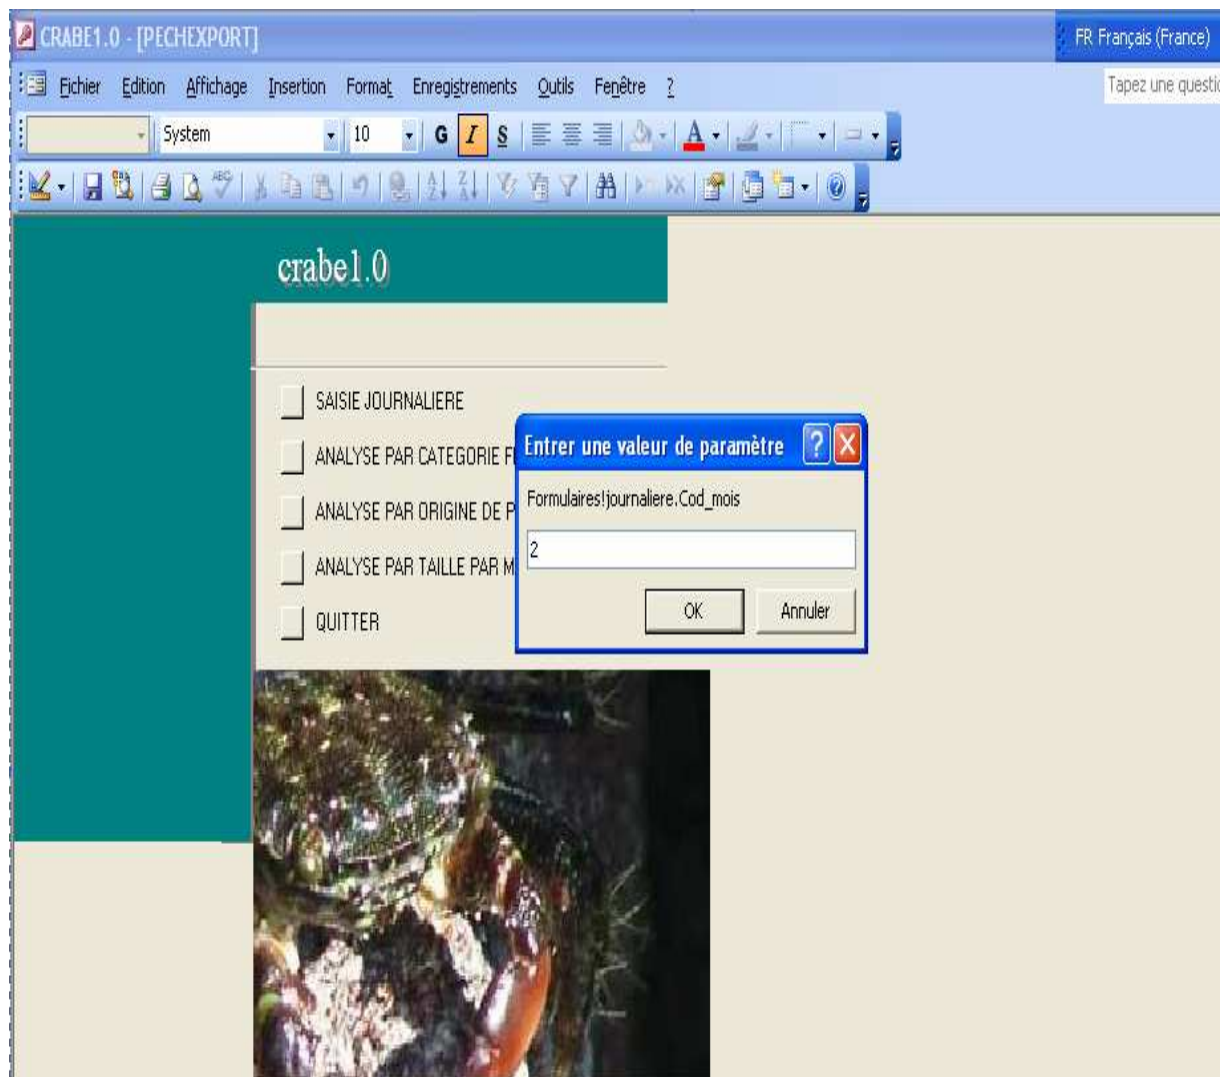 CRABE1.0 - [PECHEXPORT]
FR Français (France)
Fichier Edition Affichage Insertion Format Enregistrements Outils Fenêtre ?
Tapez une questio
System 10 G I S A
ABC
crabe1.0
SAISIE JOURNALIERE
ANALYSE PAR CATEGORIE F
ANALYSE PAR ORIGINE DE P
ANALYSE PAR TAILLE PAR M
QUITTER
Entrer une valeur de paramètre
Formulaires!journaliere.Cod_mois
2
OK Annuler